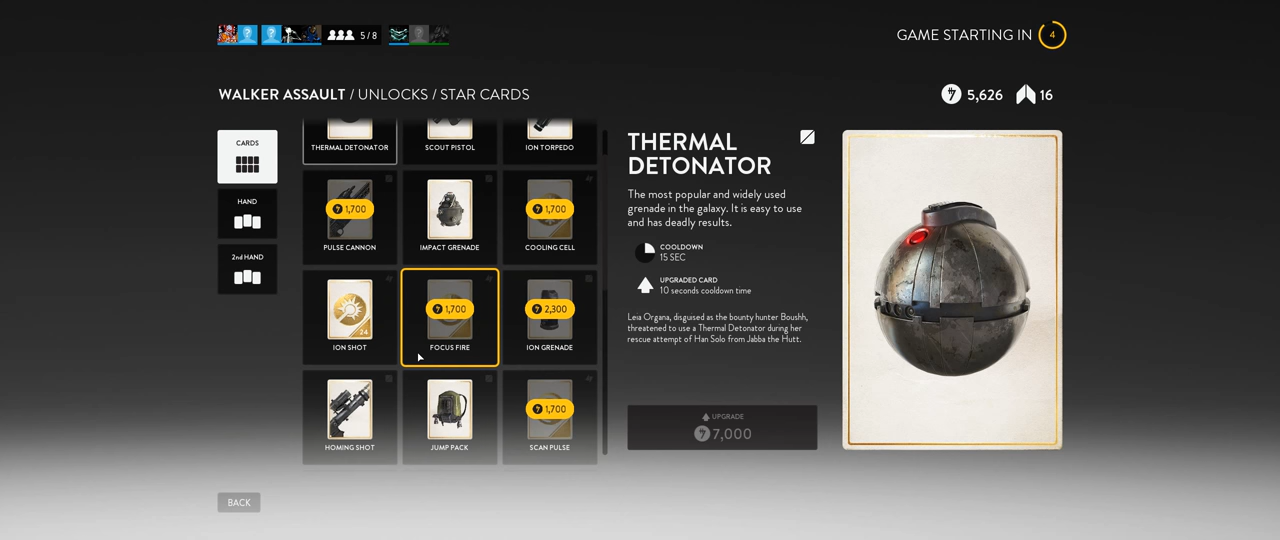 5 / 8
GAME STARTING IN 4
WALKER ASSAULT / UNLOCKS / STAR CARDS
5,626 16
CARDS
HAND
2nd HAND
THERMAL DETONATOR
SCOUT PISTOL
ION TORPEDO
1,700
PULSE CANNON
IMPACT GRENADE
1,700
COOLING CELL
24
ION SHOT
1,700
FOCUS FIRE
2,300
ION GRENADE
HOMING SHOT
JUMP PACK
1,700
SCAN PULSE
THERMAL
DETONATOR
The most popular and widely used
grenade in the galaxy. It is easy to use
and has deadly results.
COOLDOWN
15 SEC
UPGRADED CARD
10 seconds cooldown time
Leia Organa, disguised as the bounty hunter Boushh,
threatened to use a Thermal Detonator during her
rescue attempt of Han Solo from Jabba the Hutt.
UPGRADE
7,000
BACK